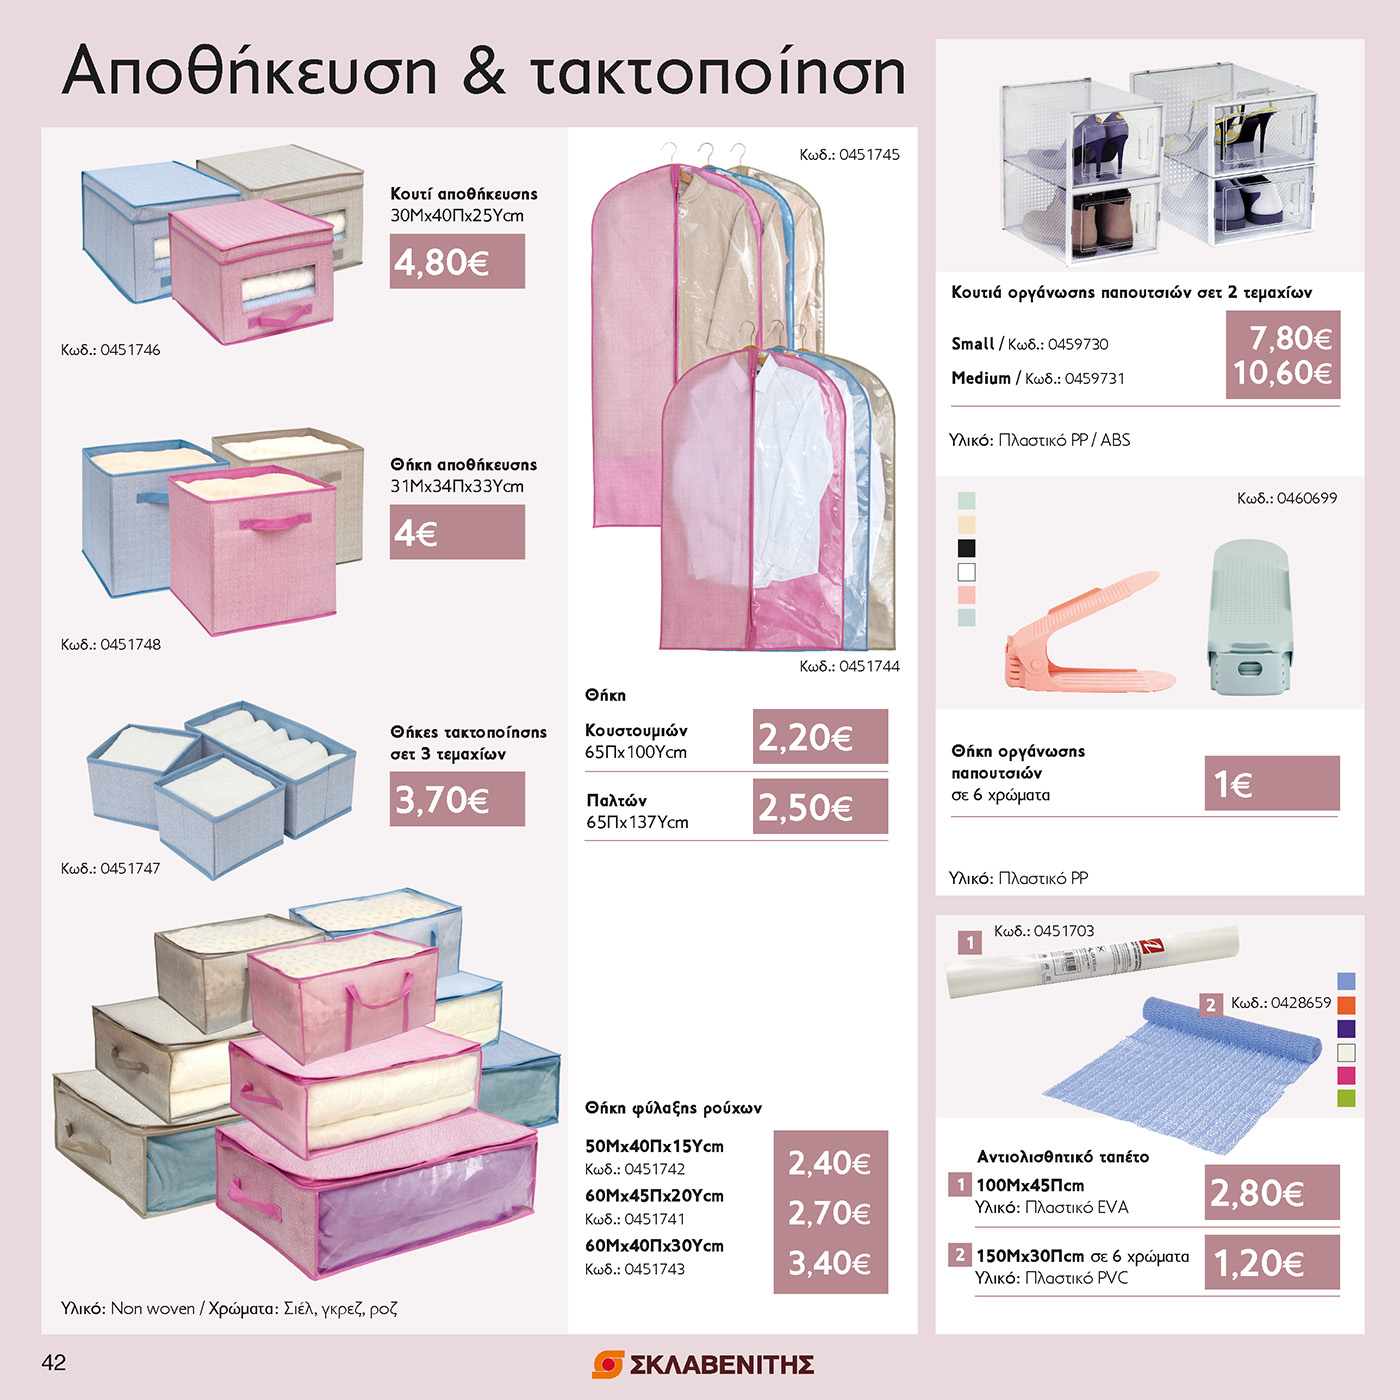 Αποθήκευση & τακτοποίηση
Κουτί αποθήκευσης
30Μx40Πx25Υcm
4,80€
Κωδ.: 0451746
Θήκη αποθήκευσης
31Μx34Πx33Υcm
4€
Κωδ.: 0451748
Θήκες τακτοποίησης
σετ 3 τεμαχίων
3,70€
Κωδ.: 0451747
Υλικό: Non woven / Χρώματα: Σιέλ, γκρεζ, ροζ
Κωδ.: 0451745
Κωδ.: 0451744
Θήκη
Κουστουμιών
65Πx100Υcm
2,20€
Παλτών
65Πx137Υcm
2,50€
Θήκη φύλαξης ρούχων
50Μx40Πx15Υcm
Κωδ.: 0451742
2,40€
60Μx45Πx20Υcm
Κωδ.: 0451741
2,70€
60Μx40Πx30Υcm
Κωδ.: 0451743
3,40€
Κουτιά οργάνωσης παπουτσιών σετ 2 τεμαχίων
Small / Κωδ.: 0459730
7,80€
Medium / Κωδ.: 0459731
10,60€
Υλικό: Πλαστικό PP / ABS
Κωδ.: 0460699
Θήκη οργάνωσης
παπουτσιών
σε 6 χρώματα
1€
Υλικό: Πλαστικό PP
1 Κωδ.: 0451703
2 Κωδ.: 0428659
Αντιολισθητικό ταπέτο
1 100Μx45Πcm
Υλικό: Πλαστικό EVA
2,80€
2 150Μx30Πcm σε 6 χρώματα
Υλικό: Πλαστικό PVC
1,20€
42
ΣΚΛΑΒΕΝΙΤΗΣ